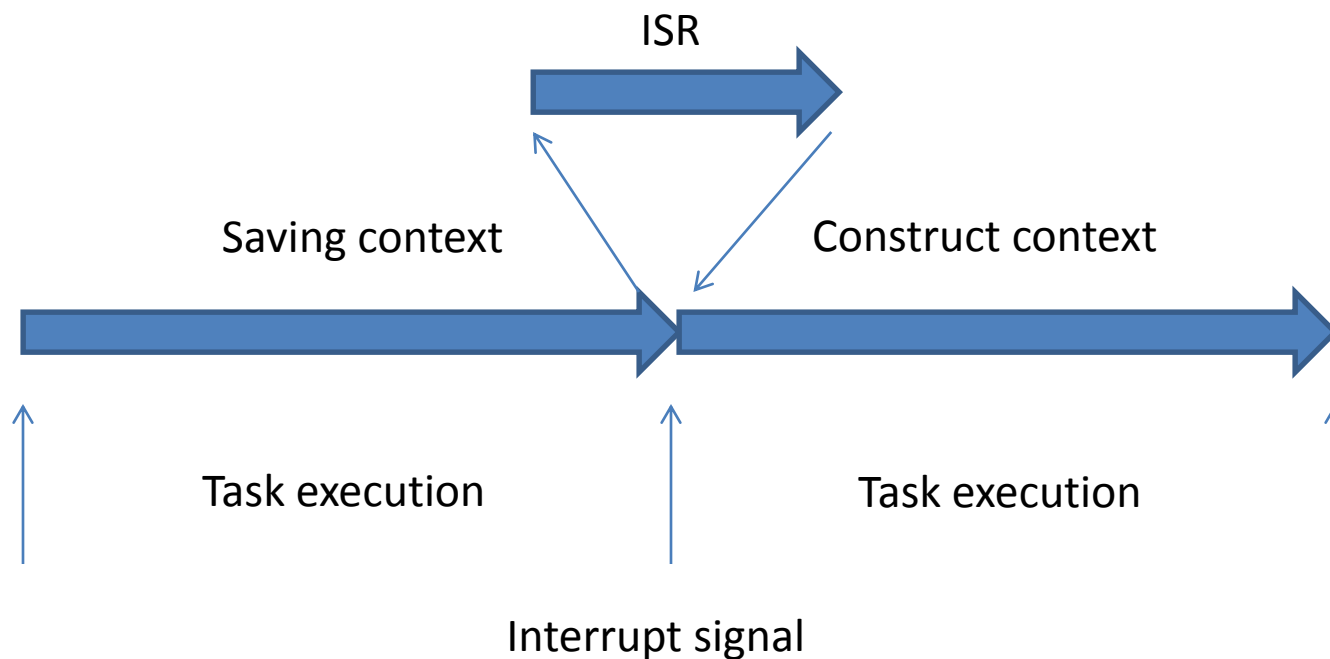 ISR
Saving context
Construct context
Task execution
Task execution
Interrupt signal